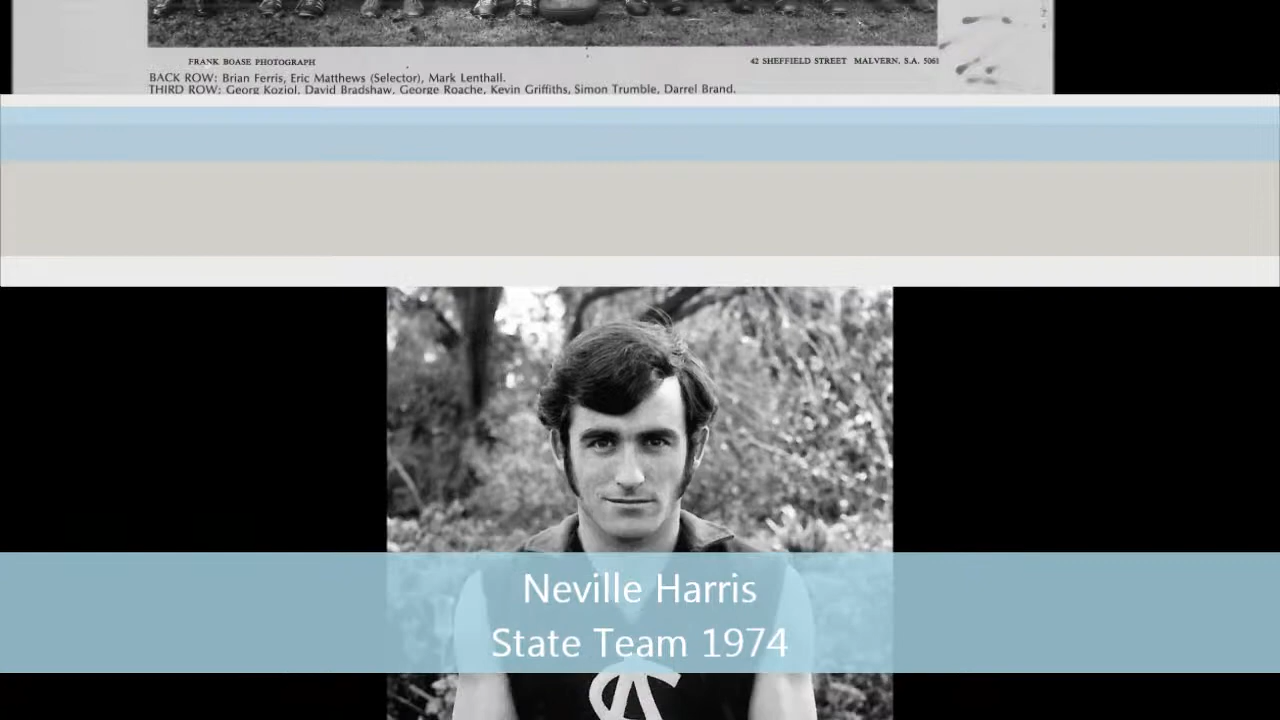 FRANK BOASE PHOTOGRAPH
42 SHEFFIELD STREET MALVERN, S.A. 5061
BACK ROW: Brian Ferris, Eric Matthews (Selector), Mark Lenthall.
THIRD ROW: Georg Koziol, David Bradshaw, George Roache, Kevin Griffiths, Simon Trumble, Darrel Brand.
Neville Harris
State Team 1974